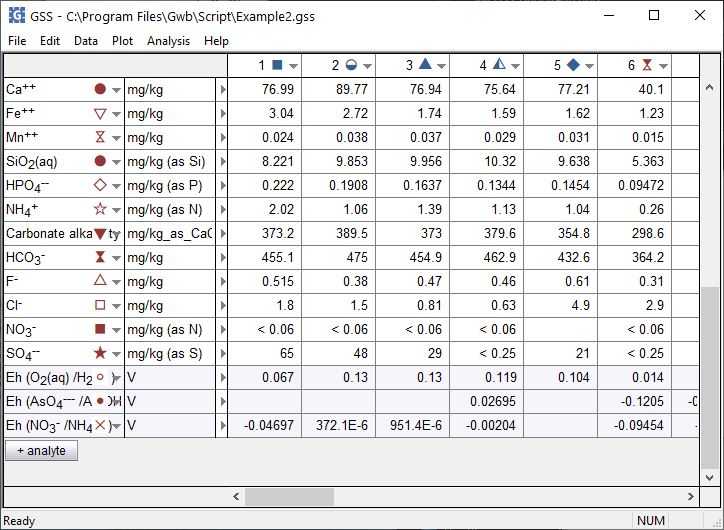 GSS - C:\Program Files\Gwb\Script\Example2.gss
File Edit Data Plot Analysis Help
1 2 3 4 5 6
Ca++ mg/kg 76.99 89.77 76.94 75.64 77.21 40.1
Fe++ mg/kg 3.04 2.72 1.74 1.59 1.62 1.23
Mn++ mg/kg 0.024 0.038 0.037 0.029 0.031 0.015
SiO2(aq) mg/kg (as Si) 8.221 9.853 9.956 10.32 9.638 5.363
HPO4-- mg/kg (as P) 0.222 0.1908 0.1637 0.1344 0.1454 0.09472
NH4+ mg/kg (as N) 2.02 1.06 1.39 1.13 1.04 0.26
Carbonate alka ty mg/kg_as_CaC 373.2 389.5 373 379.6 354.8 298.6
HCO3- mg/kg 455.1 475 454.9 462.9 432.6 364.2
F- mg/kg 0.515 0.38 0.47 0.46 0.61 0.31
Cl- mg/kg 1.8 1.5 0.81 0.63 4.9 2.9
NO3- mg/kg (as N) < 0.06 < 0.06 < 0.06 < 0.06 < 0.06
SO4-- mg/kg (as S) 65 48 29 < 0.25 21 < 0.25
Eh (O2(aq) /H2 ) V 0.067 0.13 0.13 0.119 0.104 0.014
Eh (AsO4--- /A OH V 0.02695 -0.1205
Eh (NO3- /NH4 ) V -0.04697 372.1E-6 951.4E-6 -0.00204 -0.09454
+ analyte
Ready NUM